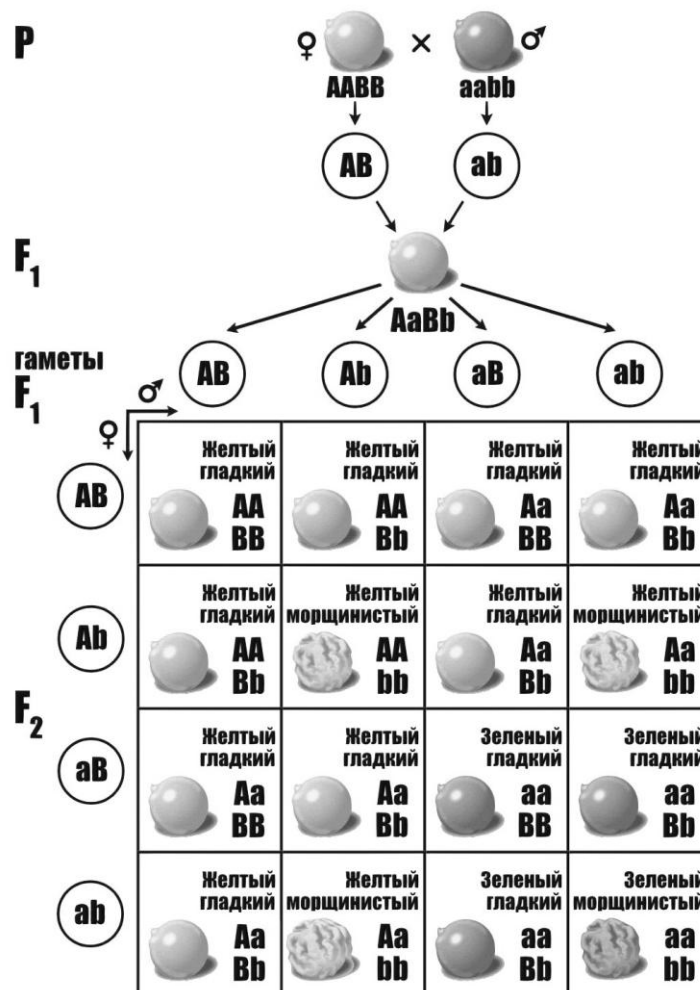 P
♀ × ♂
AABB aabb
AB ab
F₁
AaBb
гаметы
F₁
♂
♀
AB Ab aB ab
AB
Желтый Желтый Желтый Желтый
гладкий гладкий гладкий гладкий
AA AA Aa Aa
BB Bb BB Bb
Ab
Желтый Желтый Желтый Желтый
гладкий морщинистый гладкий морщинистый
AA AA Aa Aa
Bb bb Bb bb
F₂
aB
Желтый Желтый Зеленый Зеленый
гладкий гладкий гладкий гладкий
Aa Aa aa aa
BB Bb BB Bb
ab
Желтый Желтый Зеленый Зеленый
гладкий морщинистый гладкий морщинистый
Aa Aa aa aa
Bb bb Bb bb